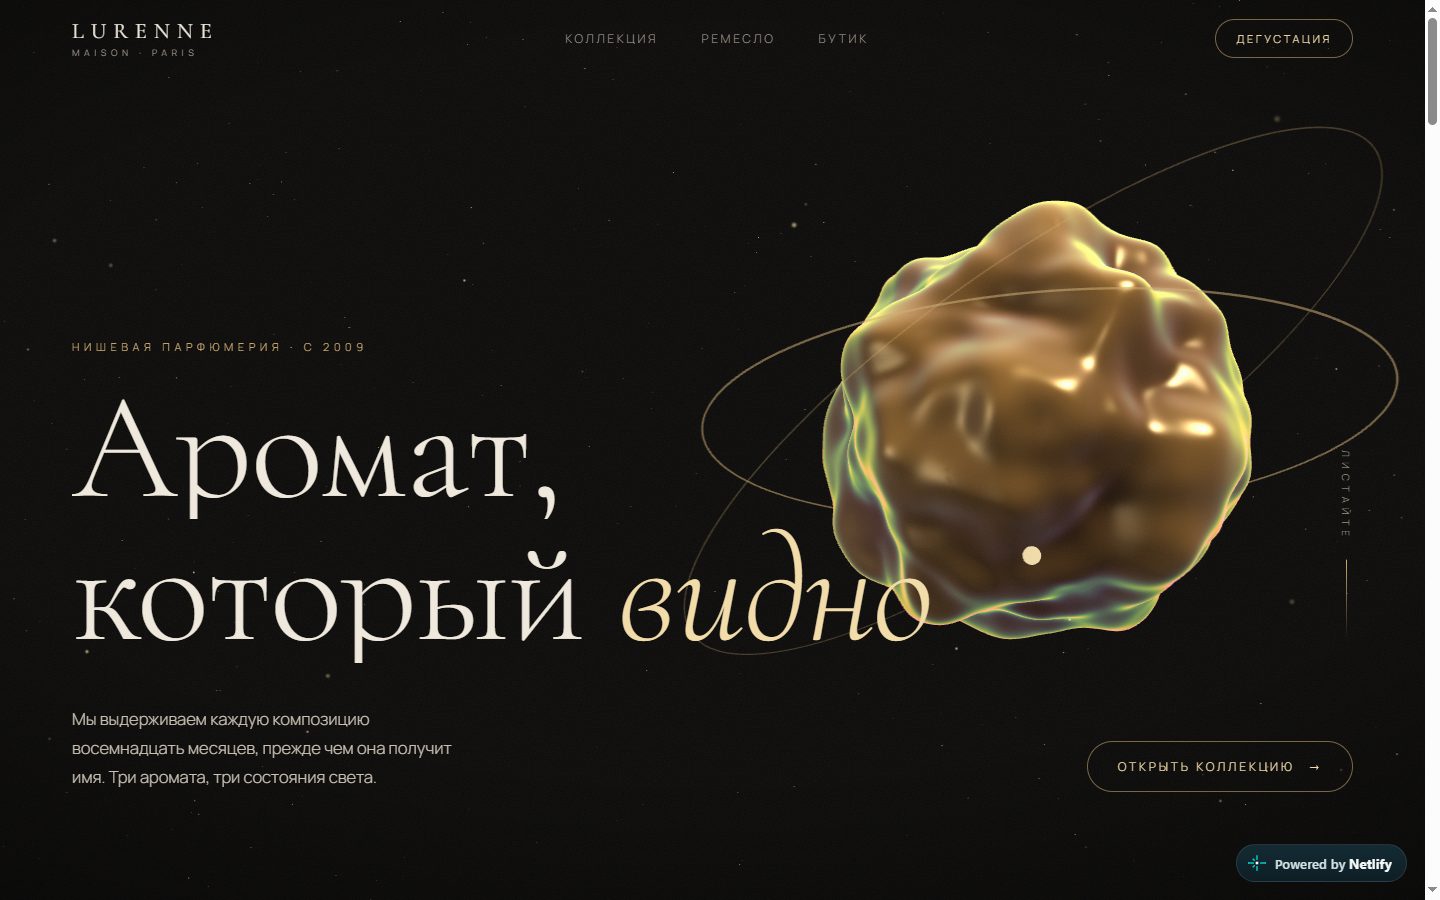 LURENNE
MAISON · PARIS
КОЛЛЕКЦИЯ
РЕМЕСЛО
БУТИК
ДЕГУСТАЦИЯ
НИШЕВАЯ ПАРФЮМЕРИЯ · С 2009
Аромат,
который видно
ЛИСТАЙТЕ
Мы выдерживаем каждую композицию
восемнадцать месяцев, прежде чем она получит
имя. Три аромата, три состояния света.
ОТКРЫТЬ КОЛЛЕКЦИЮ →
Powered by Netlify